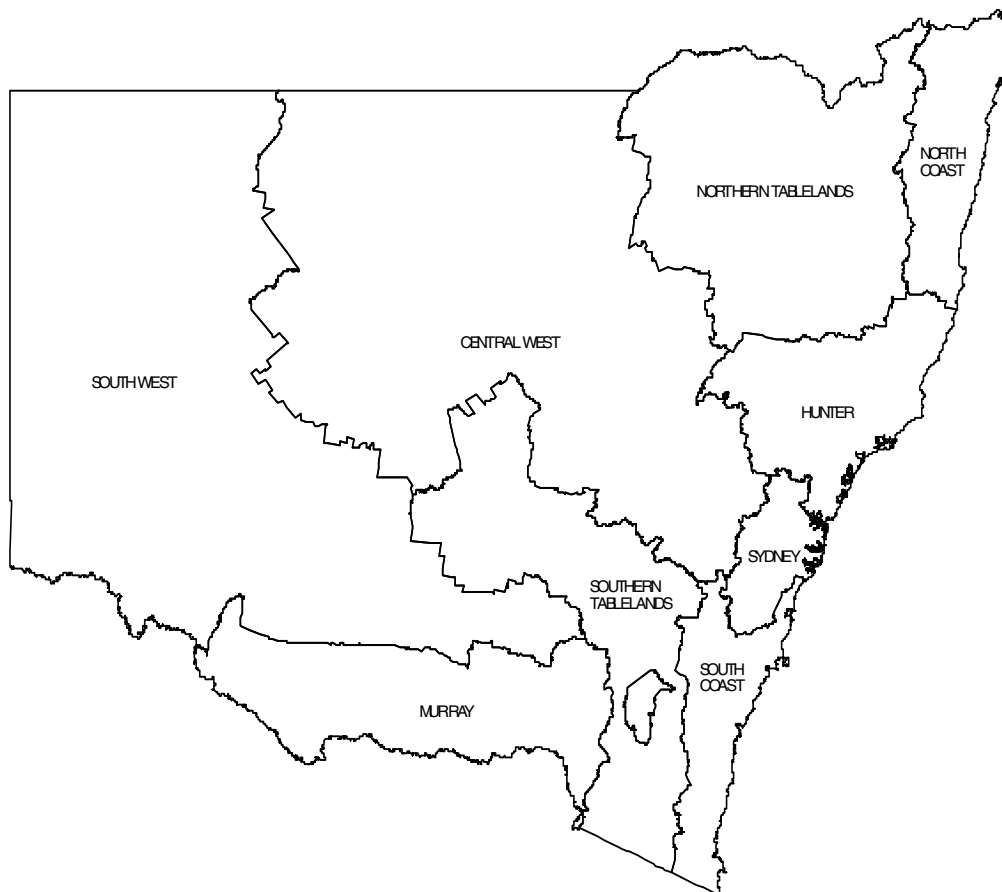 NORTH
COAST
NORTHERN TABLELANDS
CENTRAL WEST
SOUTH WEST
HUNTER
SYDNEY
SOUTHERN
TABLELANDS
SOUTH
COAST
MURRAY